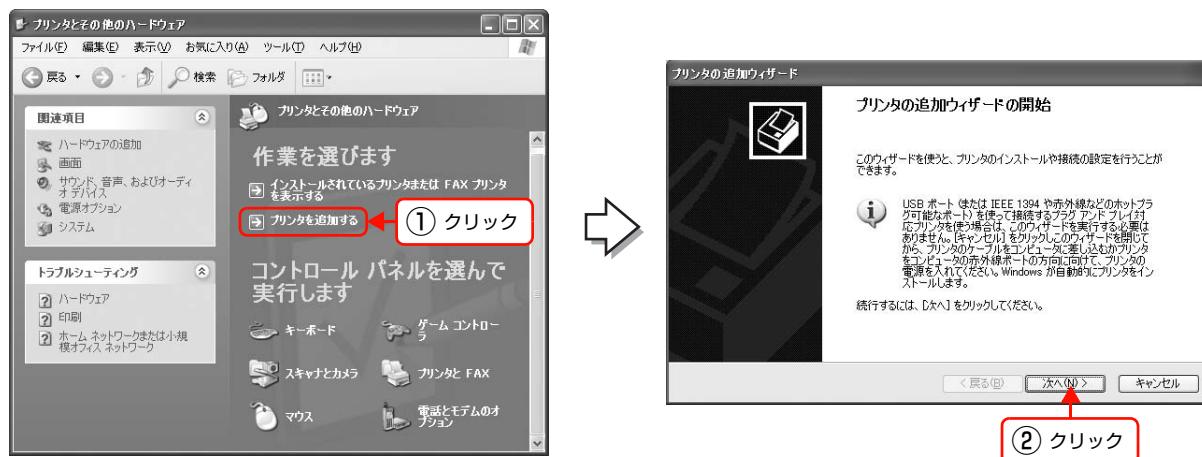 プリンタとその他のハードウェア
ファイル(F) 編集(E) 表示(V) お気に入り(A) ツール(T) ヘルプ(H)
戻る 検索 フォルダ
関連項目
ハードウェアの追加
画面
サウンド、音声、およびオーディ
オ デバイス
電源オプション
システム
トラブルシューティング
ハードウェア
印刷
ホーム ネットワークまたは小規
模オフィス ネットワーク
プリンタとその他のハードウェア
作業を選びます
インストールされているプリンタまたは FAX プリンタ
を表示する
プリンタを追加する
① クリック
コントロール パネルを選んで
実行します
キーボード
ゲーム コントロー
ラ
スキャナとカメラ
プリンタと FAX
マウス
電話とモデムのオ
プション
プリンタの追加ウィザード
プリンタの追加ウィザードの開始
このウィザードを使うと、プリンタのインストールや接続の設定を行うことが
できます。
USB ポート (または IEEE 1394 や赤外線などのホットプラ
グ可能なポート) を使って接続するプラグ アンド プレイ対
応プリンタを使う場合は、このウィザードを実行する必要は
ありません。[キャンセル] をクリックしこのウィザードを閉じて
から、プリンタのケーブルをコンピュータに差し込むかプリンタ
をコンピュータの赤外線ポートの方向に向けて、プリンタの
電源を入れてください。Windows が自動的にプリンタをイン
ストールします。
続行するには、[次へ] をクリックしてください。
< 戻る(B) 次へ(N) > キャンセル
② クリック